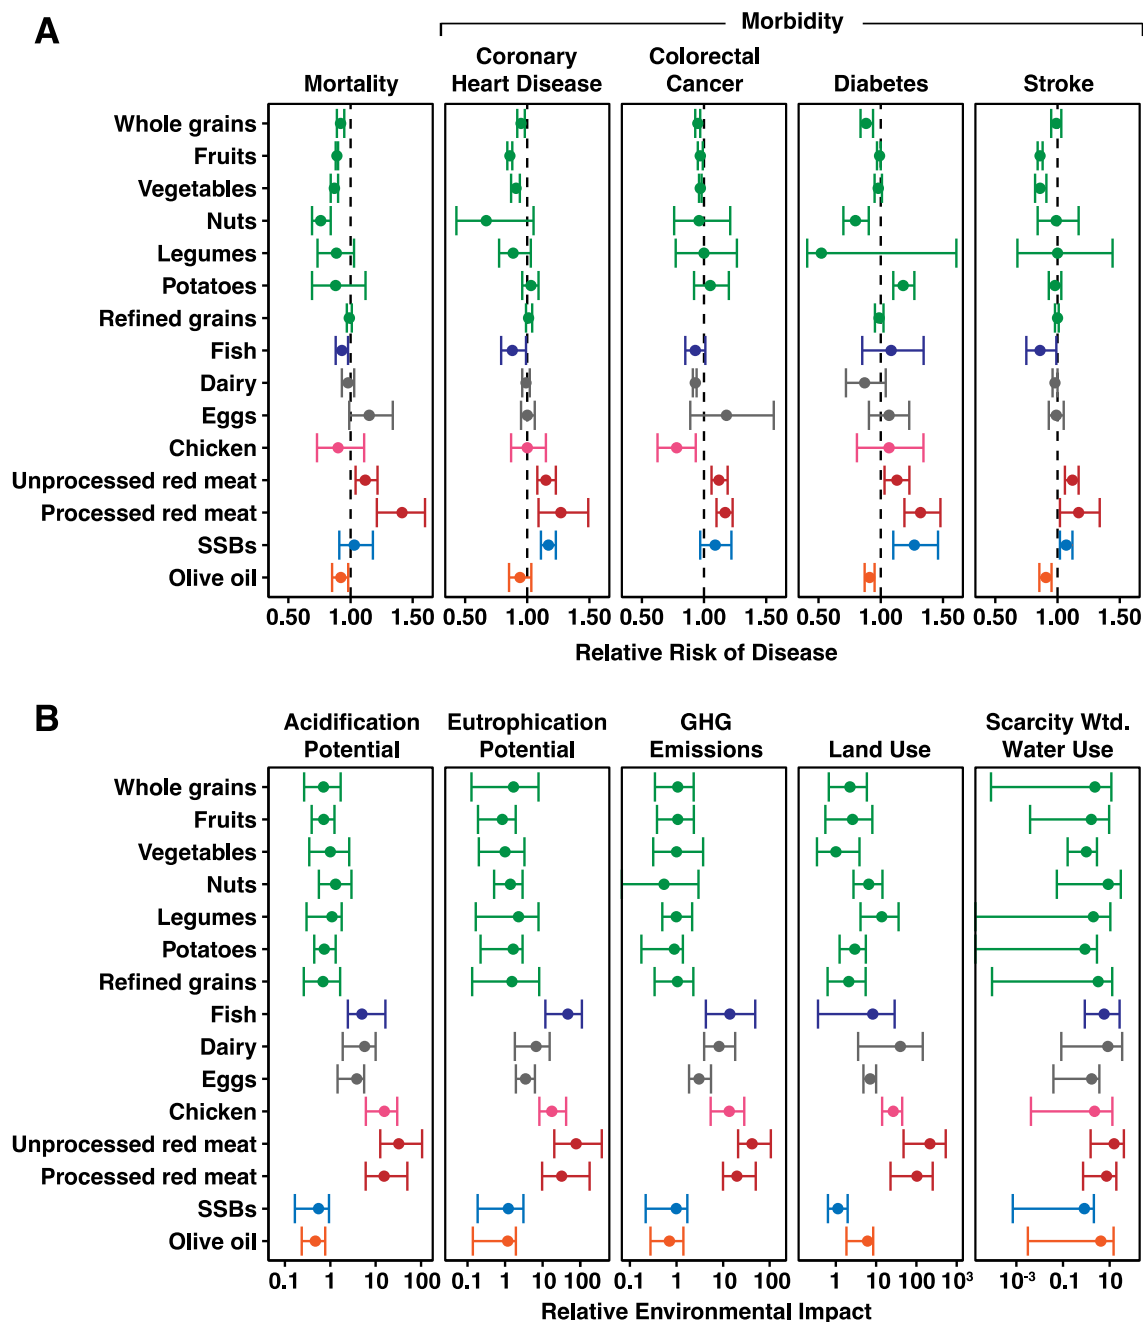 A
Morbidity
Mortality
Coronary
Heart Disease
Colorectal
Cancer
Diabetes
Stroke
Whole grains
Fruits
Vegetables
Nuts
Legumes
Potatoes
Refined grains
Fish
Dairy
Eggs
Chicken
Unprocessed red meat
Processed red meat
SSBs
Olive oil
0.50 1.00 1.50 0.50 1.00 1.50 0.50 1.00 1.50 0.50 1.00 1.50 0.50 1.00 1.50
Relative Risk of Disease
B
Acidification
Potential
Eutrophication
Potential
GHG
Emissions
Land Use
Scarcity Wtd.
Water Use
Whole grains
Fruits
Vegetables
Nuts
Legumes
Potatoes
Refined grains
Fish
Dairy
Eggs
Chicken
Unprocessed red meat
Processed red meat
SSBs
Olive oil
0.1 1 10 100 0.1 1 10 100 0.1 1 10 100 1 10 100 10³ 10⁻³ 0.1 10
Relative Environmental Impact